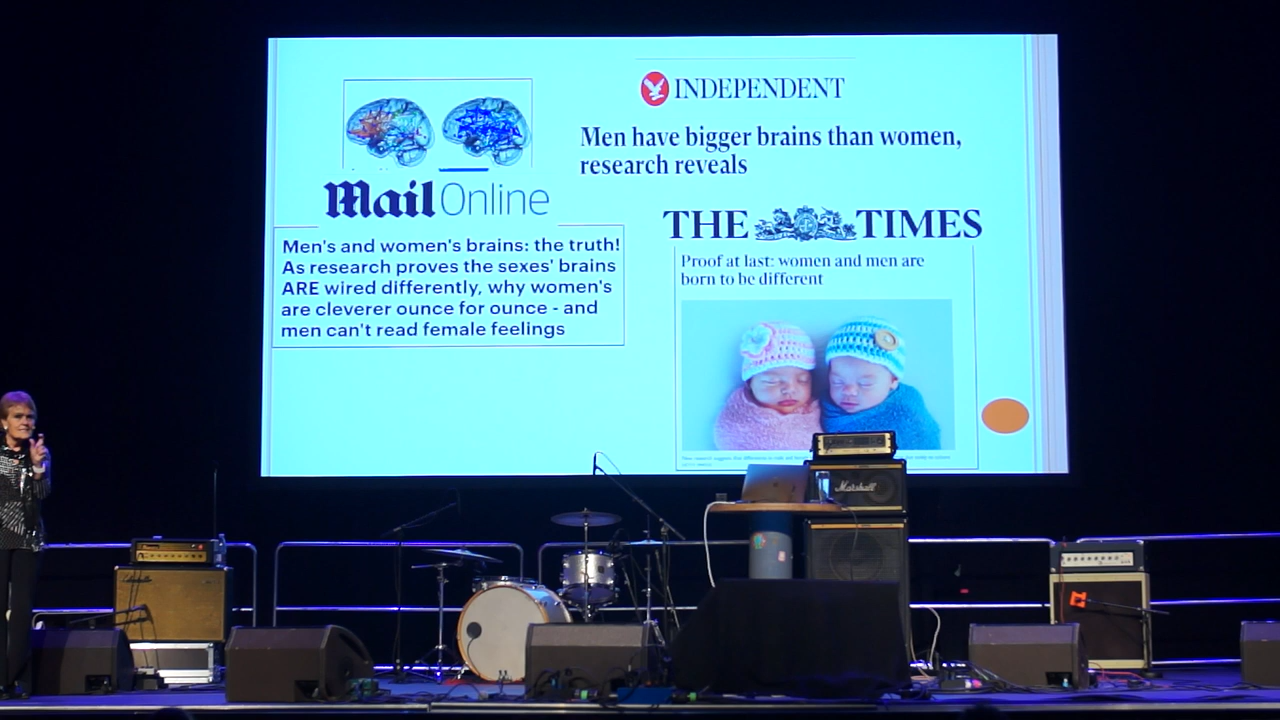 INDEPENDENT
Men have bigger brains than women,
research reveals
Mail Online
Men's and women's brains: the truth!
As research proves the sexes' brains
ARE wired differently, why women's
are cleverer ounce for ounce - and
men can't read female feelings
THE TIMES
Proof at last: women and men are
born to be different
Marshall